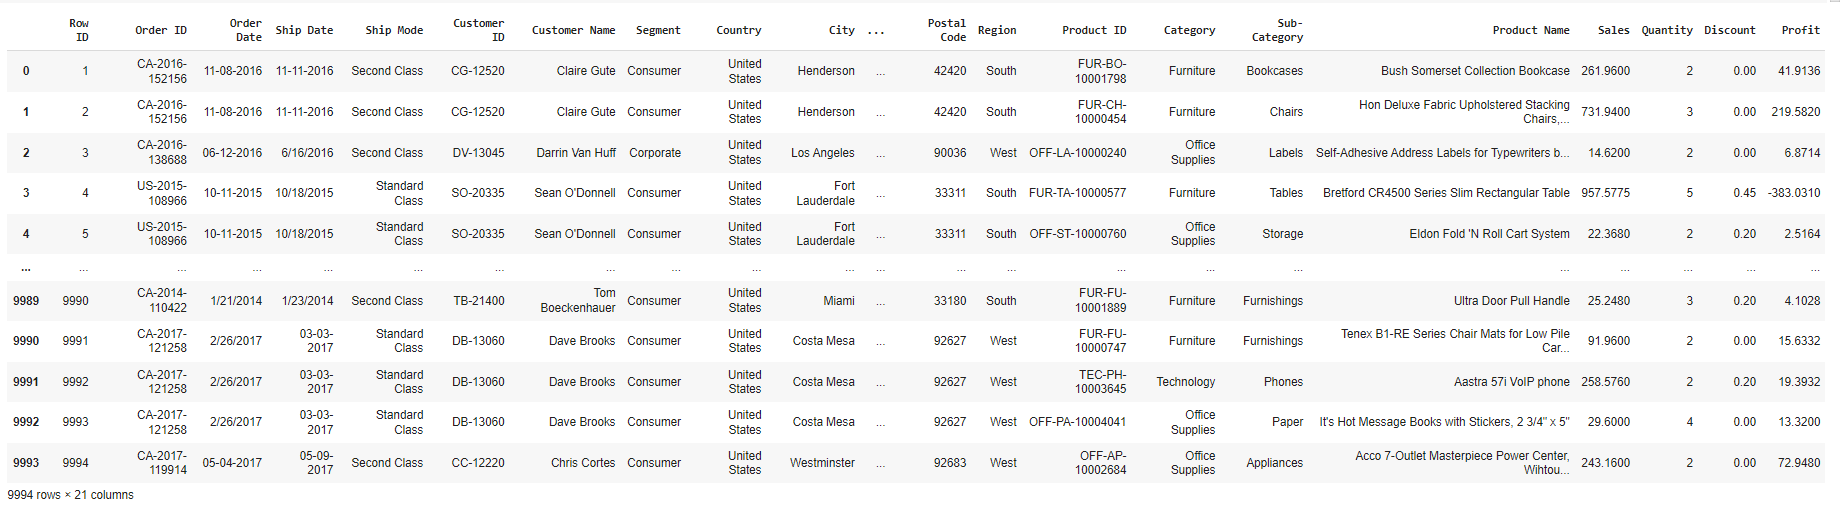 Row ID Order ID Order Date Ship Date Ship Mode Customer ID Customer Name Segment Country City ... Postal Code Region Product ID Category Sub-Category Product Name Sales Quantity Discount Profit
0 1 CA-2016-152156 11-08-2016 11-11-2016 Second Class CG-12520 Claire Gute Consumer United States Henderson ... 42420 South FUR-BO-10001798 Furniture Bookcases Bush Somerset Collection Bookcase 261.9600 2 0.00 41.9136
1 2 CA-2016-152156 11-08-2016 11-11-2016 Second Class CG-12520 Claire Gute Consumer United States Henderson ... 42420 South FUR-CH-10000454 Furniture Chairs Hon Deluxe Fabric Upholstered Stacking Chairs,... 731.9400 3 0.00 219.5820
2 3 CA-2016-138688 06-12-2016 6/16/2016 Second Class DV-13045 Darrin Van Huff Corporate United States Los Angeles ... 90036 West OFF-LA-10000240 Office Supplies Labels Self-Adhesive Address Labels for Typewriters b... 14.6200 2 0.00 6.8714
3 4 US-2015-108966 10-11-2015 10/18/2015 Standard Class SO-20335 Sean O'Donnell Consumer United States Fort Lauderdale ... 33311 South FUR-TA-10000577 Furniture Tables Bretford CR4500 Series Slim Rectangular Table 957.5775 5 0.45 -383.0310
4 5 US-2015-108966 10-11-2015 10/18/2015 Standard Class SO-20335 Sean O'Donnell Consumer United States Fort Lauderdale ... 33311 South OFF-ST-10000760 Office Supplies Storage Eldon Fold 'N Roll Cart System 22.3680 2 0.20 2.5164
... ... ... ... ... ... ... ... ... ... ... ... ... ... ... ... ... ... ... ... ... ...
9989 9990 CA-2014-110422 1/21/2014 1/23/2014 Second Class TB-21400 Tom Boeckenhauer Consumer United States Miami ... 33180 South FUR-FU-10001889 Furniture Furnishings Ultra Door Pull Handle 25.2480 3 0.20 4.1028
9990 9991 CA-2017-121258 2/26/2017 03-03-2017 Standard Class DB-13060 Dave Brooks Consumer United States Costa Mesa ... 92627 West FUR-FU-10000747 Furniture Furnishings Tenex B1-RE Series Chair Mats for Low Pile Car... 91.9600 2 0.00 15.6332
9991 9992 CA-2017-121258 2/26/2017 03-03-2017 Standard Class DB-13060 Dave Brooks Consumer United States Costa Mesa ... 92627 West TEC-PH-10003645 Technology Phones Aastra 57i VoIP phone 258.5760 2 0.20 19.3932
9992 9993 CA-2017-121258 2/26/2017 03-03-2017 Standard Class DB-13060 Dave Brooks Consumer United States Costa Mesa ... 92627 West OFF-PA-10004041 Office Supplies Paper It's Hot Message Books with Stickers, 2 3/4" x 5" 29.6000 4 0.00 13.3200
9993 9994 CA-2017-119914 05-04-2017 05-09-2017 Second Class CC-12220 Chris Cortes Consumer United States Westminster ... 92683 West OFF-AP-10002684 Office Supplies Appliances Acco 7-Outlet Masterpiece Power Center, Wihtou... 243.1600 2 0.00 72.9480
9994 rows × 21 columns